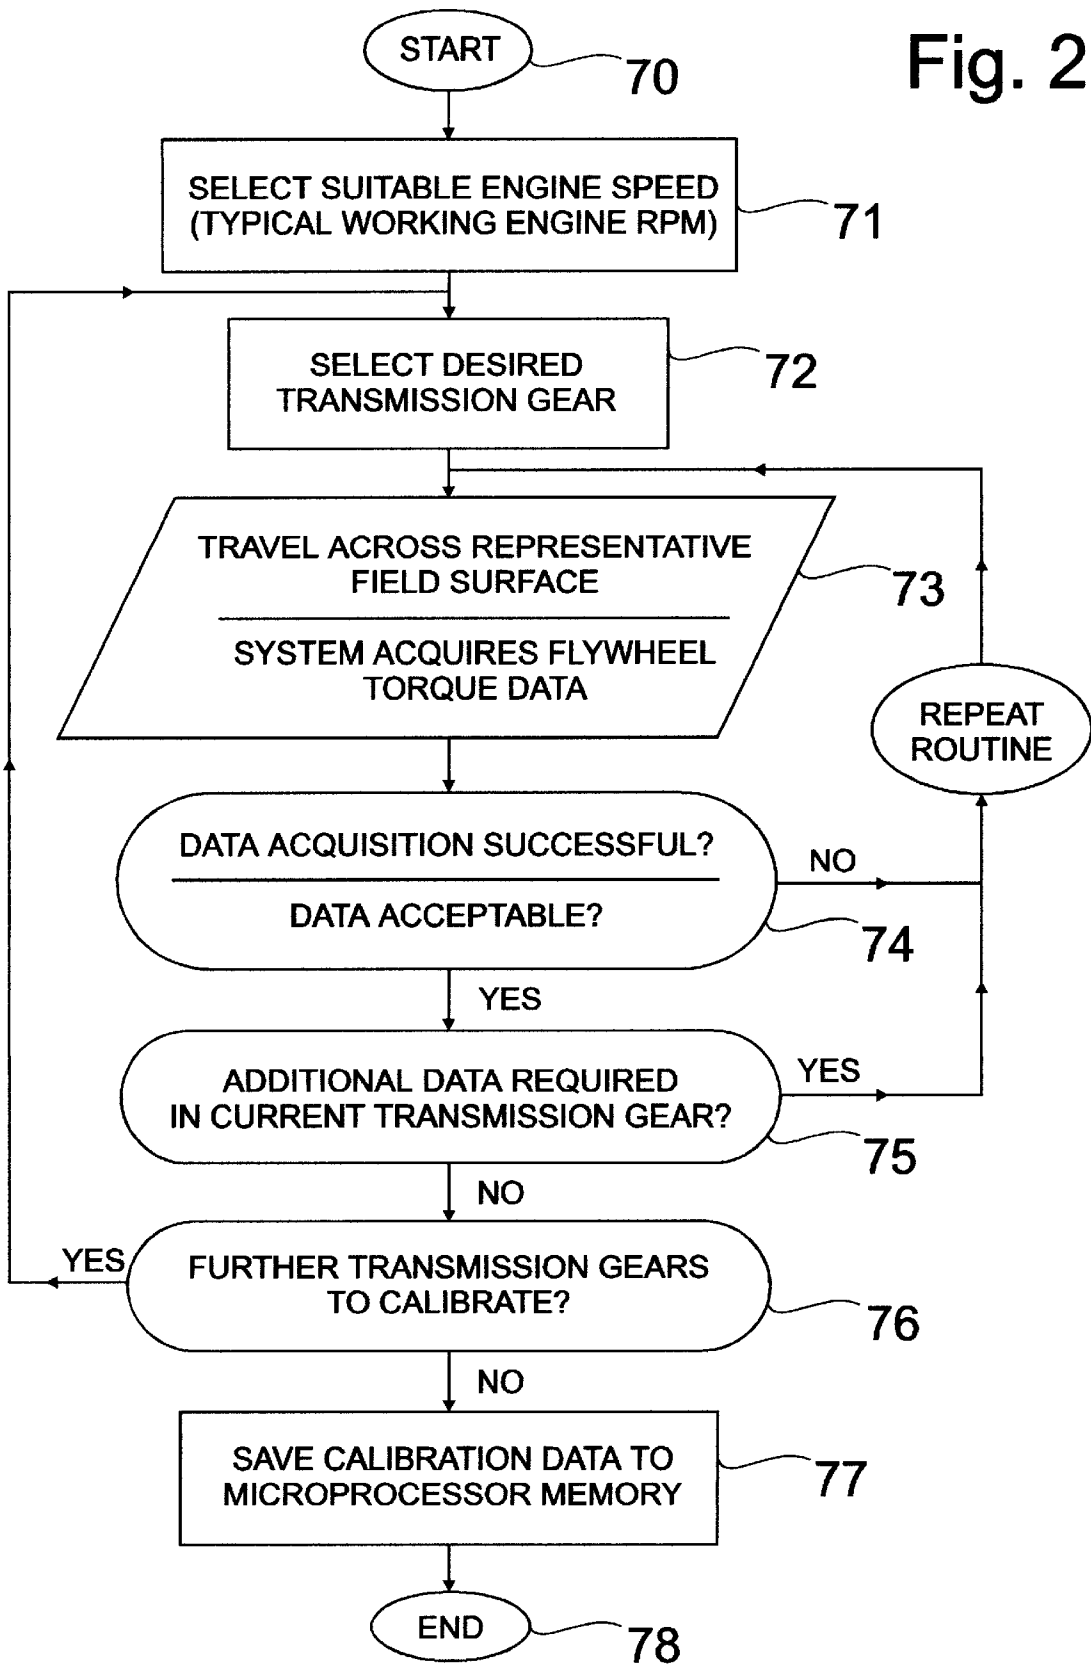 Fig. 2
START
70
SELECT SUITABLE ENGINE SPEED
(TYPICAL WORKING ENGINE RPM)
71
SELECT DESIRED
TRANSMISSION GEAR
72
TRAVEL ACROSS REPRESENTATIVE
FIELD SURFACE
SYSTEM ACQUIRES FLYWHEEL
TORQUE DATA
73
REPEAT
ROUTINE
DATA ACQUISITION SUCCESSFUL?
DATA ACCEPTABLE?
NO
74
YES
ADDITIONAL DATA REQUIRED
IN CURRENT TRANSMISSION GEAR?
YES
75
NO
YES
FURTHER TRANSMISSION GEARS
TO CALIBRATE?
76
NO
SAVE CALIBRATION DATA TO
MICROPROCESSOR MEMORY
77
END
78